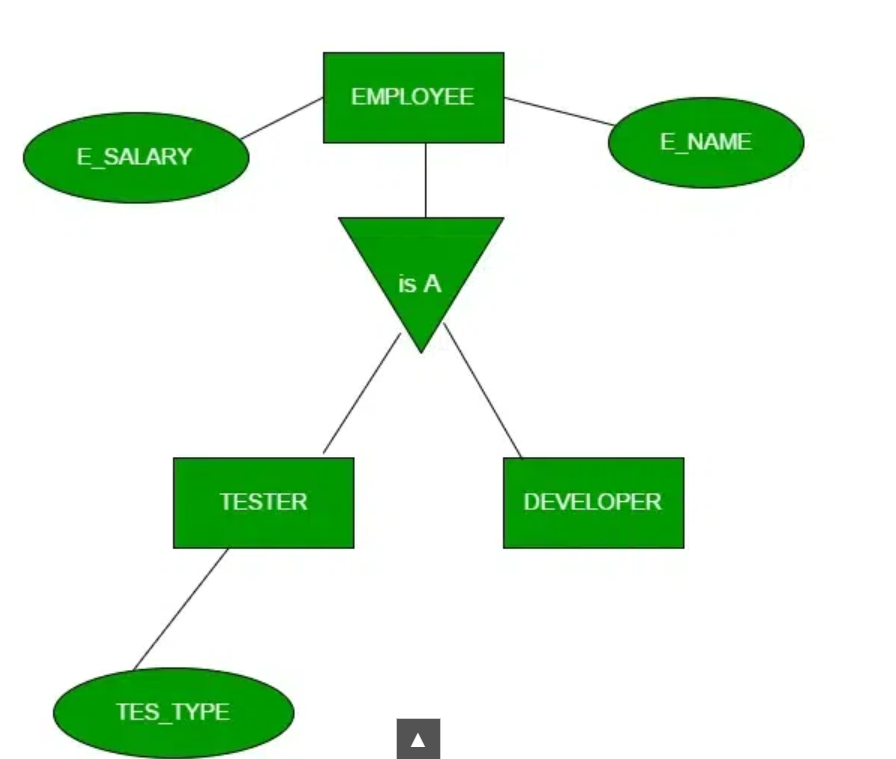 EMPLOYEE
E_SALARY
E_NAME
is A
TESTER
DEVELOPER
TES_TYPE